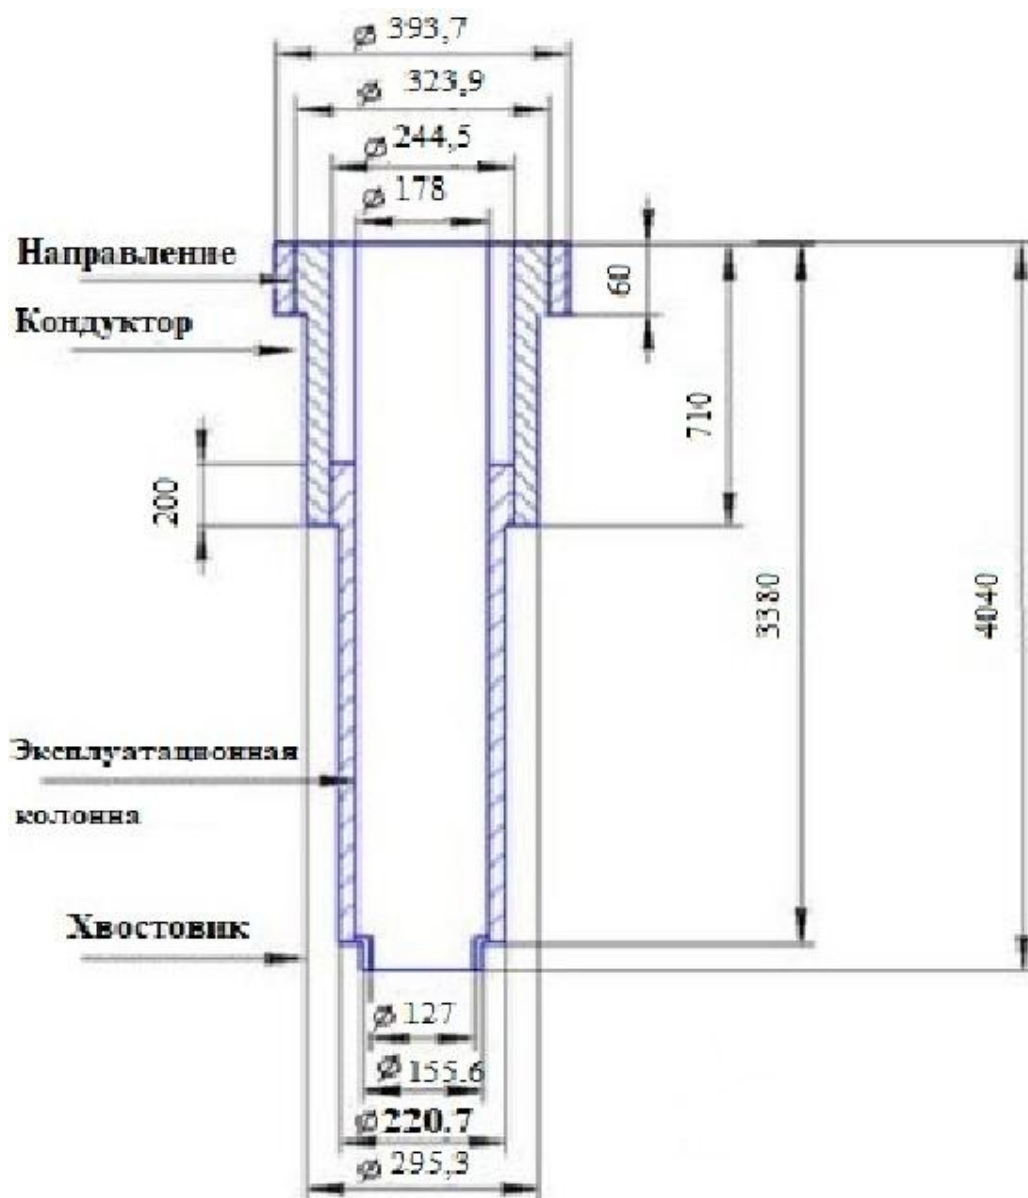 ⌀ 393,7
⌀ 323,9
⌀ 244,5
⌀ 178
Направление
Кондуктор
60
710
200
3380
4040
Эксплуатационная
колонна
Хвостовик
⌀ 127
⌀ 155.6
⌀ 220.7
⌀ 295,3